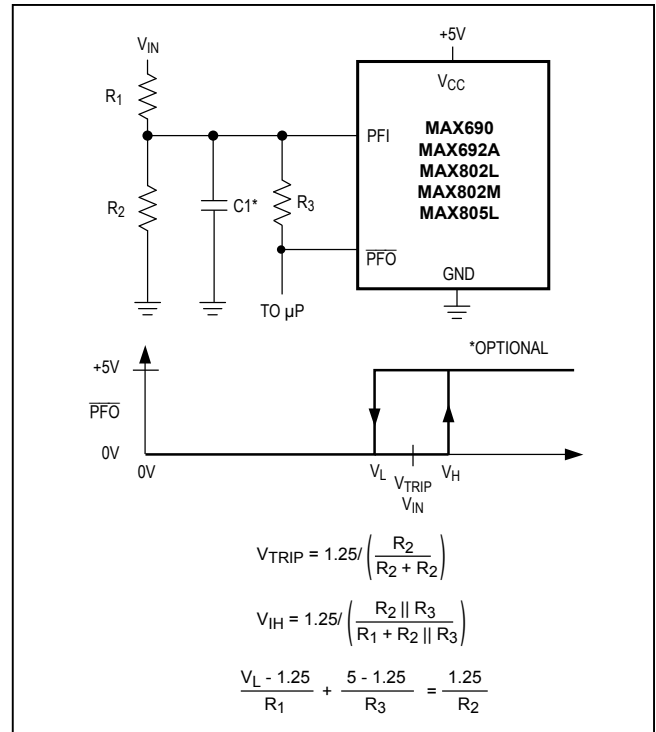 +5V
VIN
VCC
R1
PFI
MAX690
MAX692A
MAX802L
MAX802M
MAX805L
R2
C1*
R3
PFO
GND
TO µP
*OPTIONAL
+5V
PFO
0V
0V
VL
VTRIP
VH
VIN
VTRIP = 1.25/(R2 / R2 + R2)
VIH = 1.25/(R2 || R3 / R1 + R2 || R3)
VL - 1.25 / R1 + 5 - 1.25 / R3 = 1.25 / R2